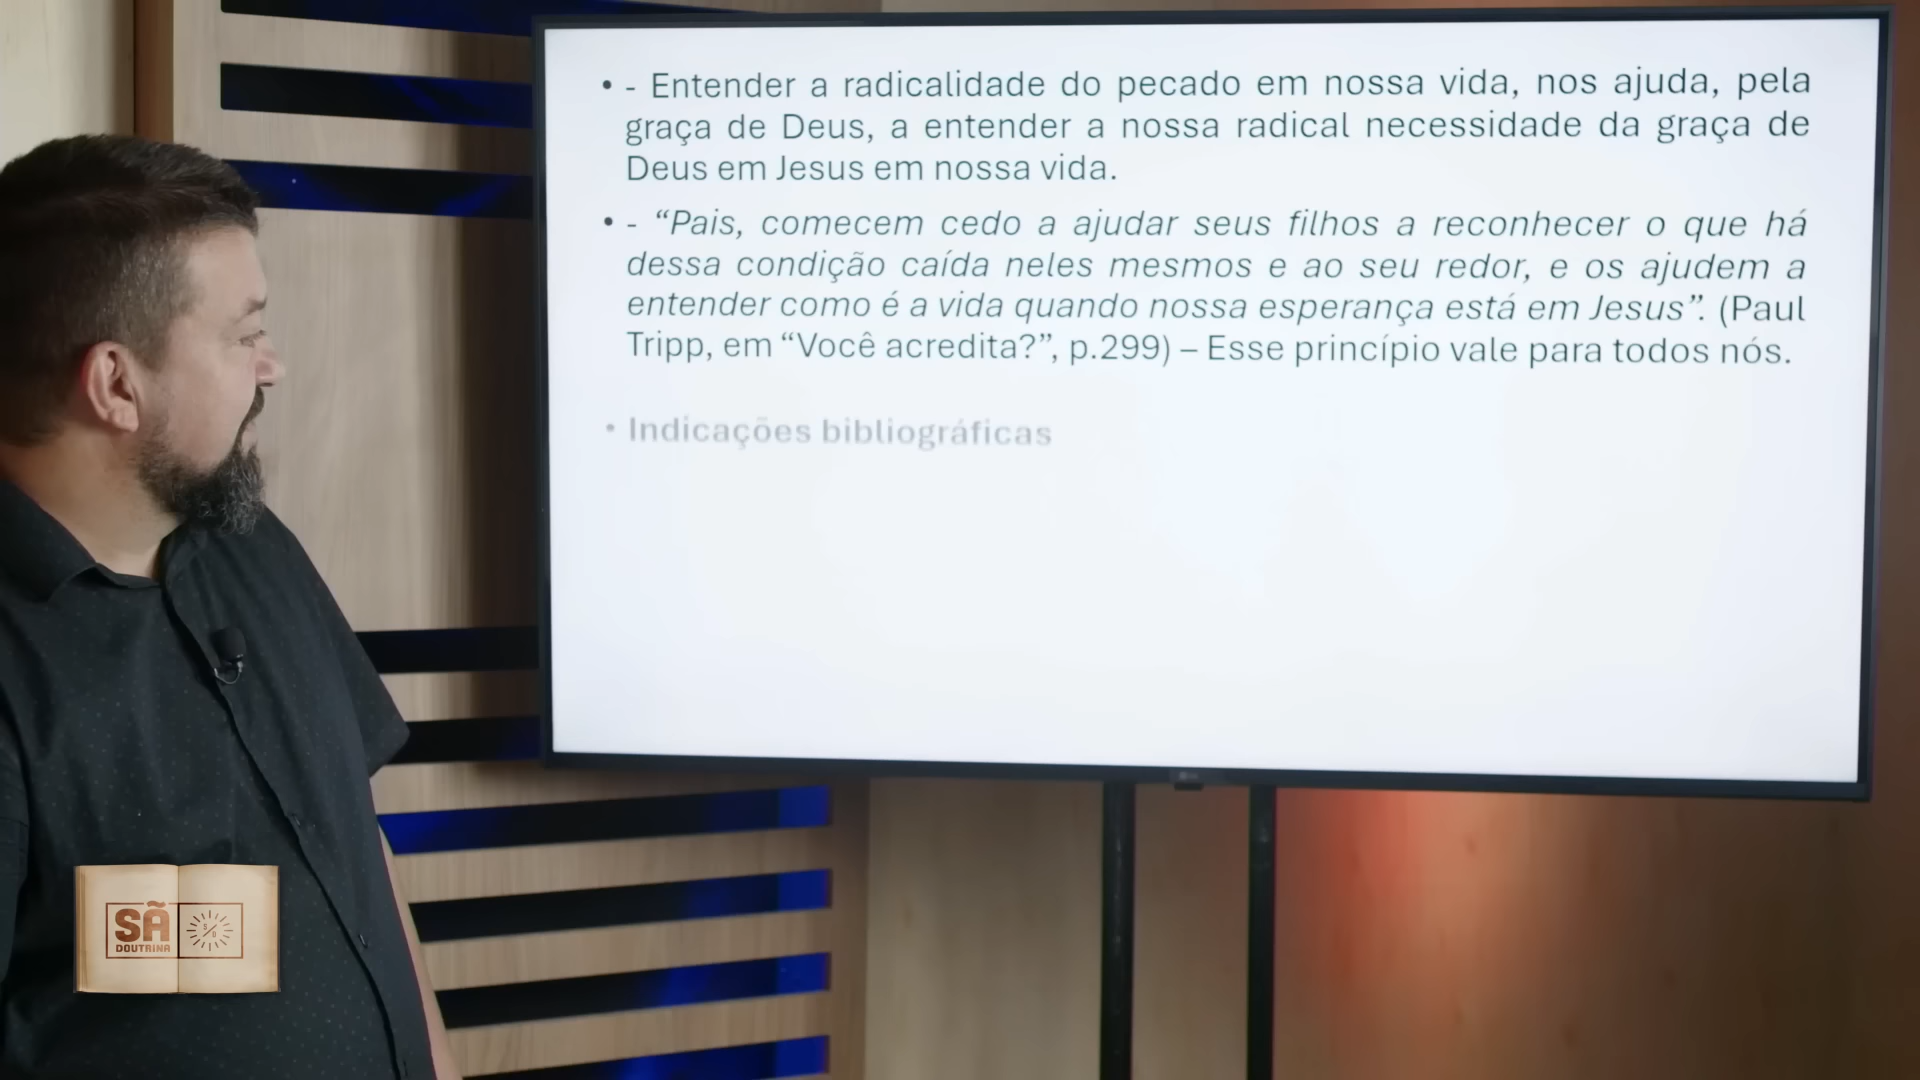 • - Entender a radicalidade do pecado em nossa vida, nos ajuda, pela
graça de Deus, a entender a nossa radical necessidade da graça de
Deus em Jesus em nossa vida.
• - “Pais, comecem cedo a ajudar seus filhos a reconhecer o que há
dessa condição caída neles mesmos e ao seu redor, e os ajudem a
entender como é a vida quando nossa esperança está em Jesus”. (Paul
Tripp, em “Você acredita?”, p.299) – Esse princípio vale para todos nós.
• Indicações bibliográficas
SÃ
DOUTRINA
S/D